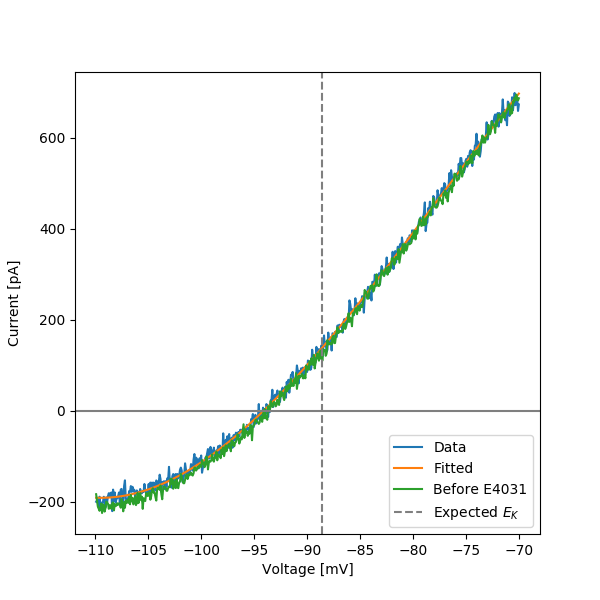 600
400
200
0
−200
Current [pA]
−110
−105
−100
−95
−90
−85
−80
−75
−70
Voltage [mV]
Data
Fitted
Before E4031
Expected E_K